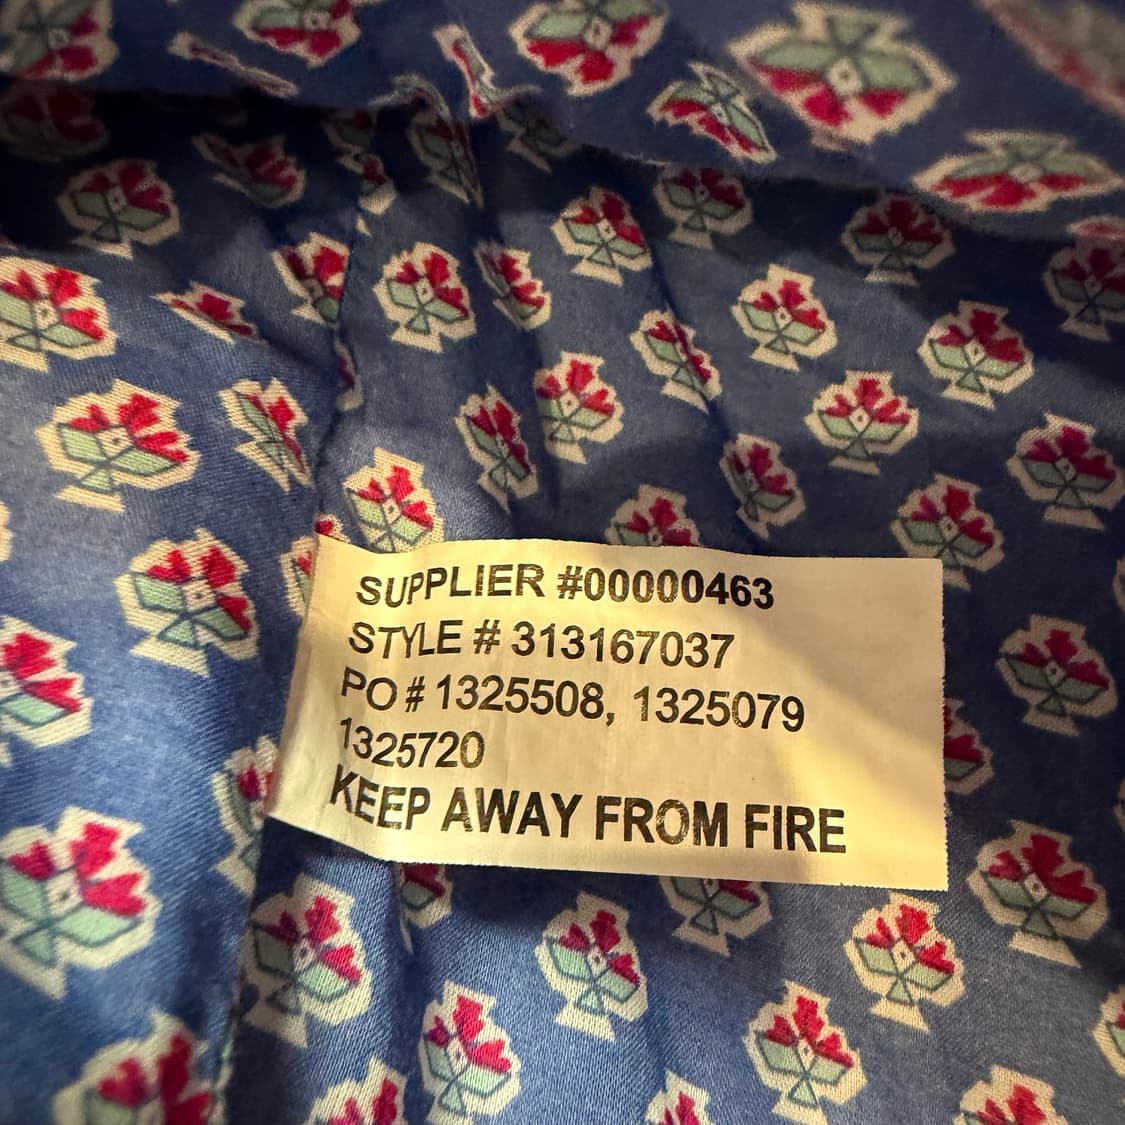 SUPPLIER #00000463
STYLE # 313167037
PO # 1325508, 1325079
1325720
KEEP AWAY FROM FIRE